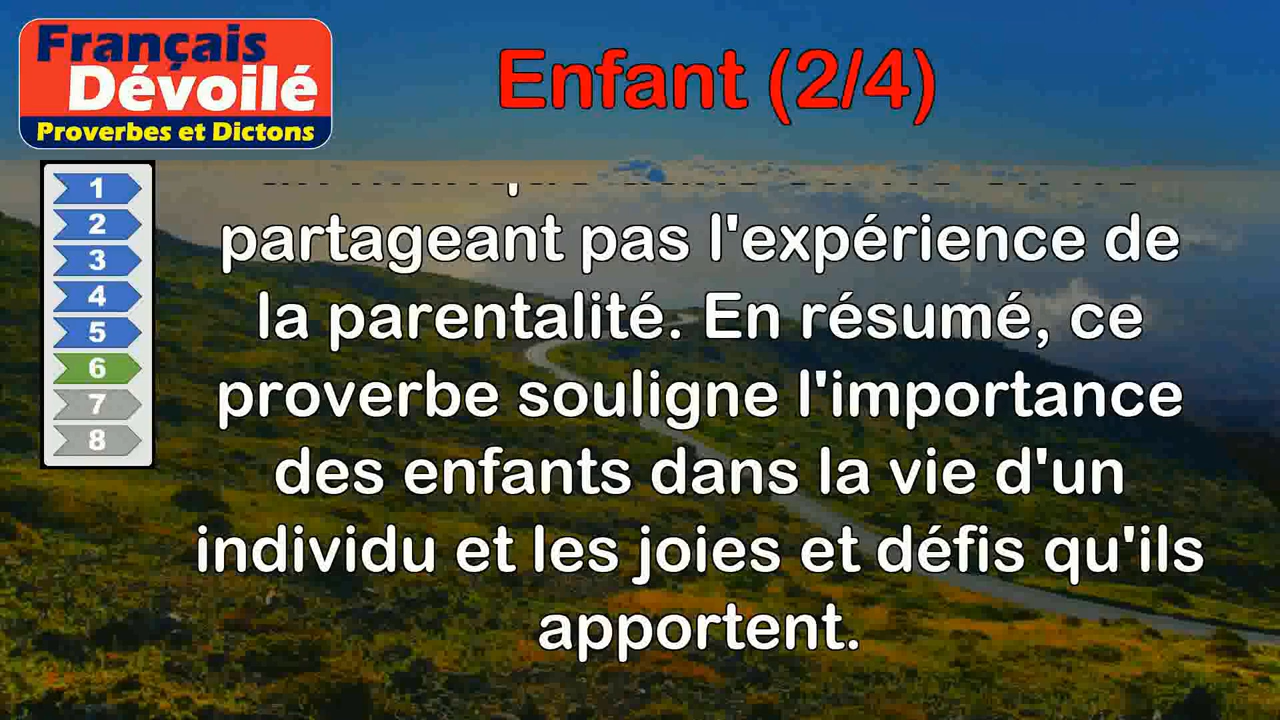 Français
Dévoilé
Proverbes et Dictons
Enfant (2/4)
1
2
3
4
5
6
7
8
partageant pas l'expérience de
la parentalité. En résumé, ce
proverbe souligne l'importance
des enfants dans la vie d'un
individu et les joies et défis qu'ils
apportent.